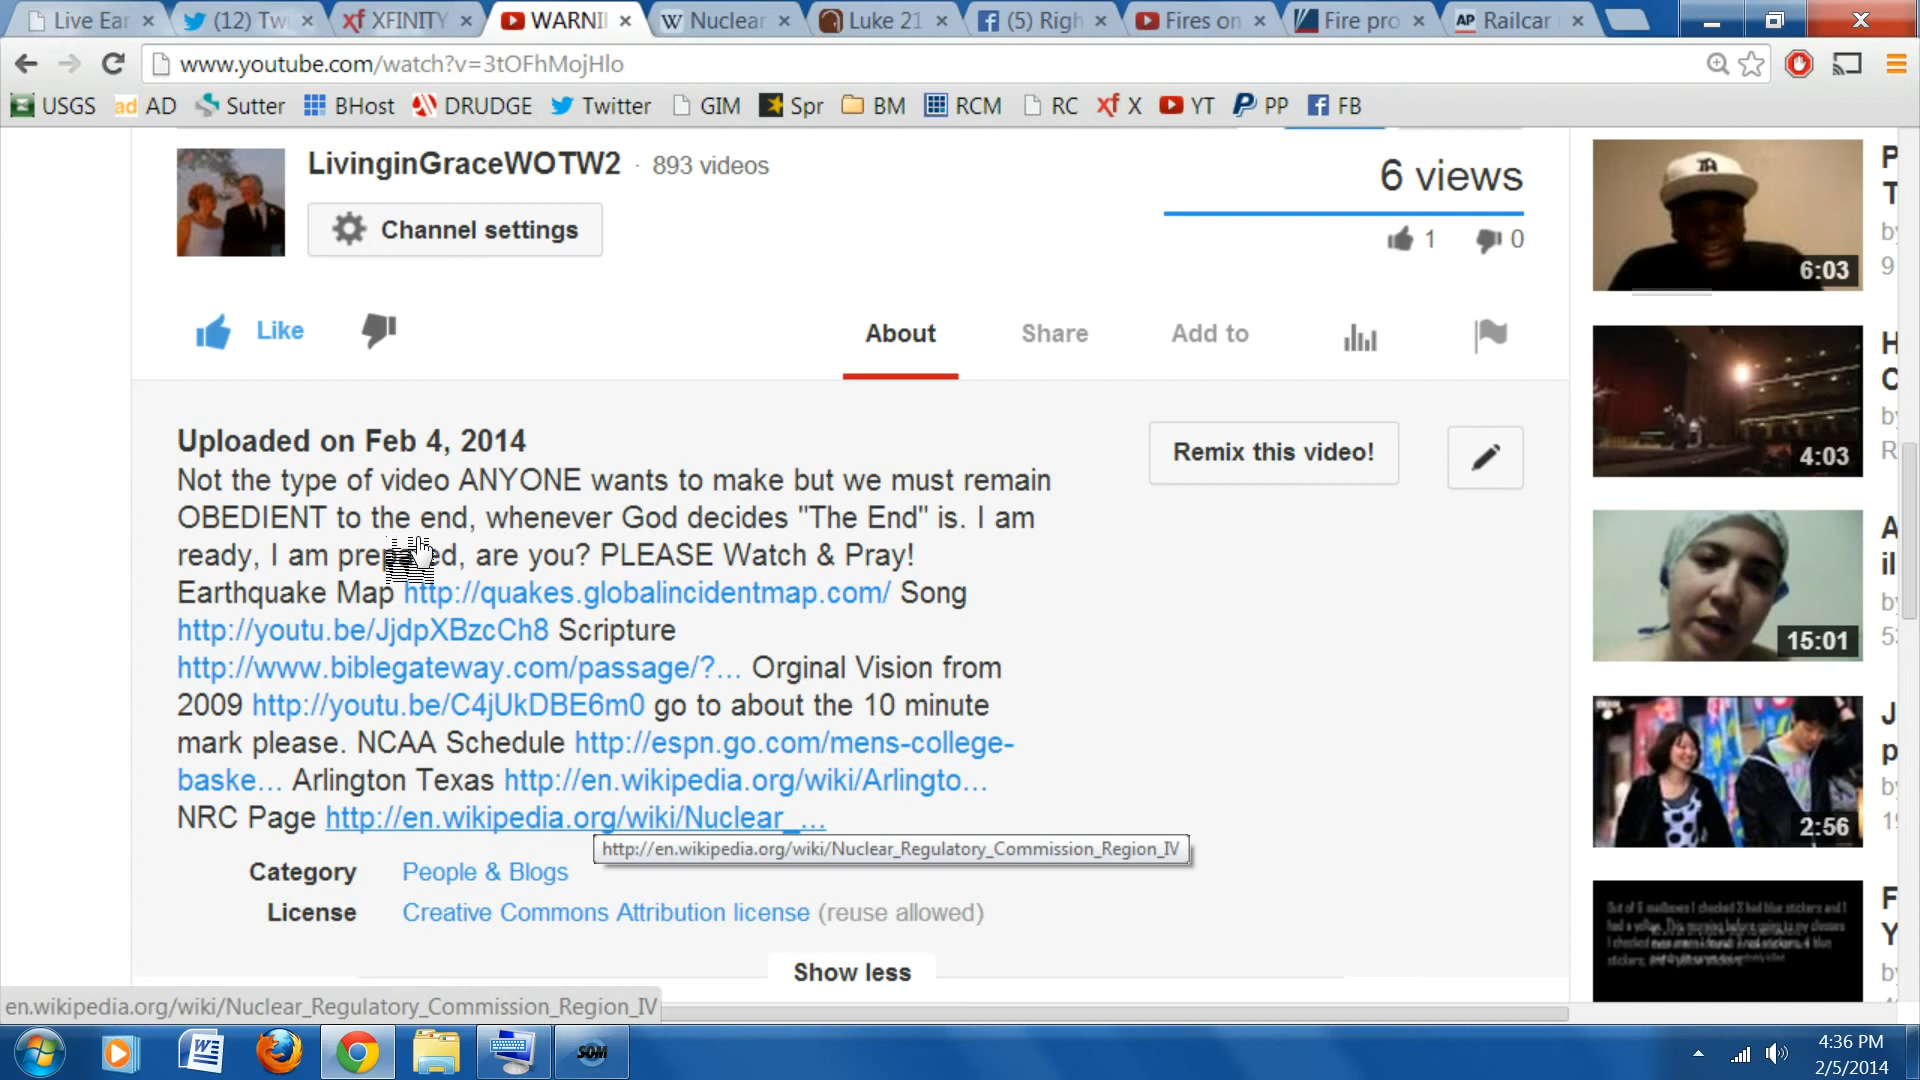 Live Ear
(12) Tw
XFINITY
WARNI
Nuclear
Luke 21
(5) Righ
Fires on
Fire pro
AP Railcar
www.youtube.com/watch?v=3tOFhMojHlo
USGS
ad AD
Sutter
BHost
DRUDGE
Twitter
GIM
Spr
BM
RCM
RC
xf X
YT
PP
FB
LivinginGraceWOTW2 · 893 videos
Channel settings
6 views
1
0
Like
About
Share
Add to
Uploaded on Feb 4, 2014
Not the type of video ANYONE wants to make but we must remain
OBEDIENT to the end, whenever God decides "The End" is. I am
ready, I am prepared, are you? PLEASE Watch & Pray!
Earthquake Map http://quakes.globalincidentmap.com/ Song
http://youtu.be/JjdpXBzcCh8 Scripture
http://www.biblegateway.com/passage/?... Orginal Vision from
2009 http://youtu.be/C4jUkDBE6m0 go to about the 10 minute
mark please. NCAA Schedule http://espn.go.com/mens-college-
baske... Arlington Texas http://en.wikipedia.org/wiki/Arlingto...
NRC Page http://en.wikipedia.org/wiki/Nuclear_...
http://en.wikipedia.org/wiki/Nuclear_Regulatory_Commission_Region_IV
Remix this video!
Category People & Blogs
License Creative Commons Attribution license (reuse allowed)
Show less
6:03
P
T
by
9
4:03
H
C
by
R
15:01
A
il
by
2:56
J
p
by
F
Y
by
en.wikipedia.org/wiki/Nuclear_Regulatory_Commission_Region_IV
SOM
4:36 PM
2/5/2014